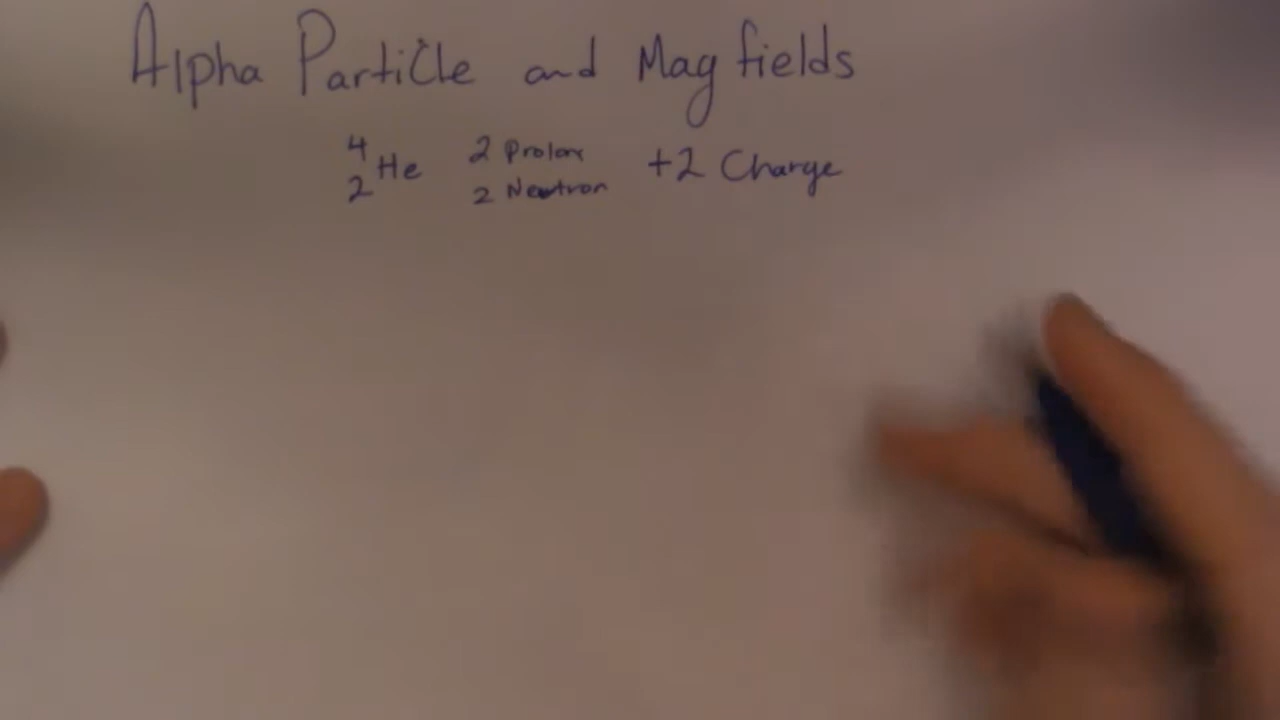 Alpha Particle and Mag fields
4 He 2 Proton +2 Charge
2 2 Neutron